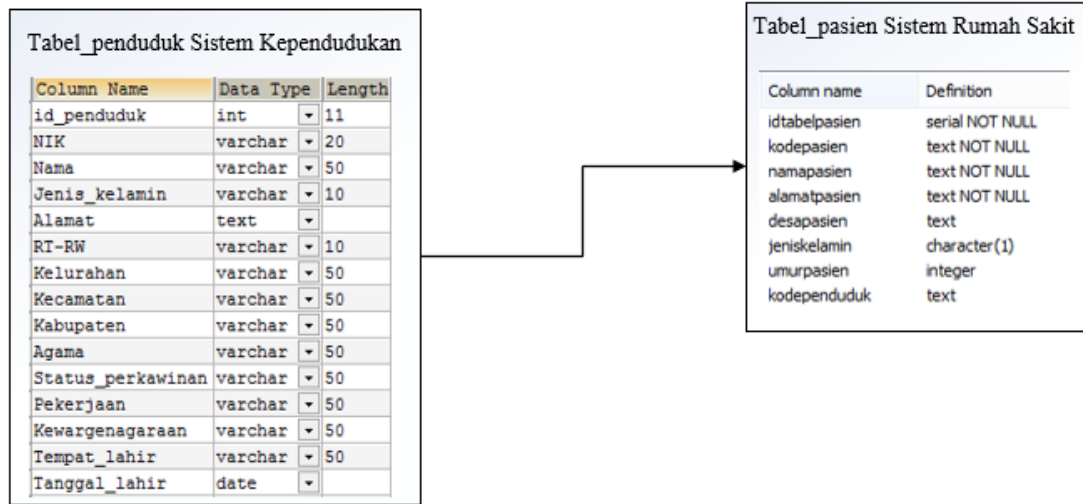 Tabel_penduduk Sistem Kependudukan
Column Name Data Type Length
id_penduduk int 11
NIK varchar 20
Nama varchar 50
Jenis_kelamin varchar 10
Alamat text
RT-RW varchar 10
Kelurahan varchar 50
Kecamatan varchar 50
Kabupaten varchar 50
Agama varchar 50
Status_perkawinan varchar 50
Pekerjaan varchar 50
Kewargenagaraan varchar 50
Tempat_lahir varchar 50
Tanggal_lahir date
Tabel_pasien Sistem Rumah Sakit
Column name Definition
idtabelpasien serial NOT NULL
kodepasien text NOT NULL
namapasien text NOT NULL
alamatpasien text NOT NULL
desapasien text
jeniskelamin character(1)
umurpasien integer
kodependuduk text